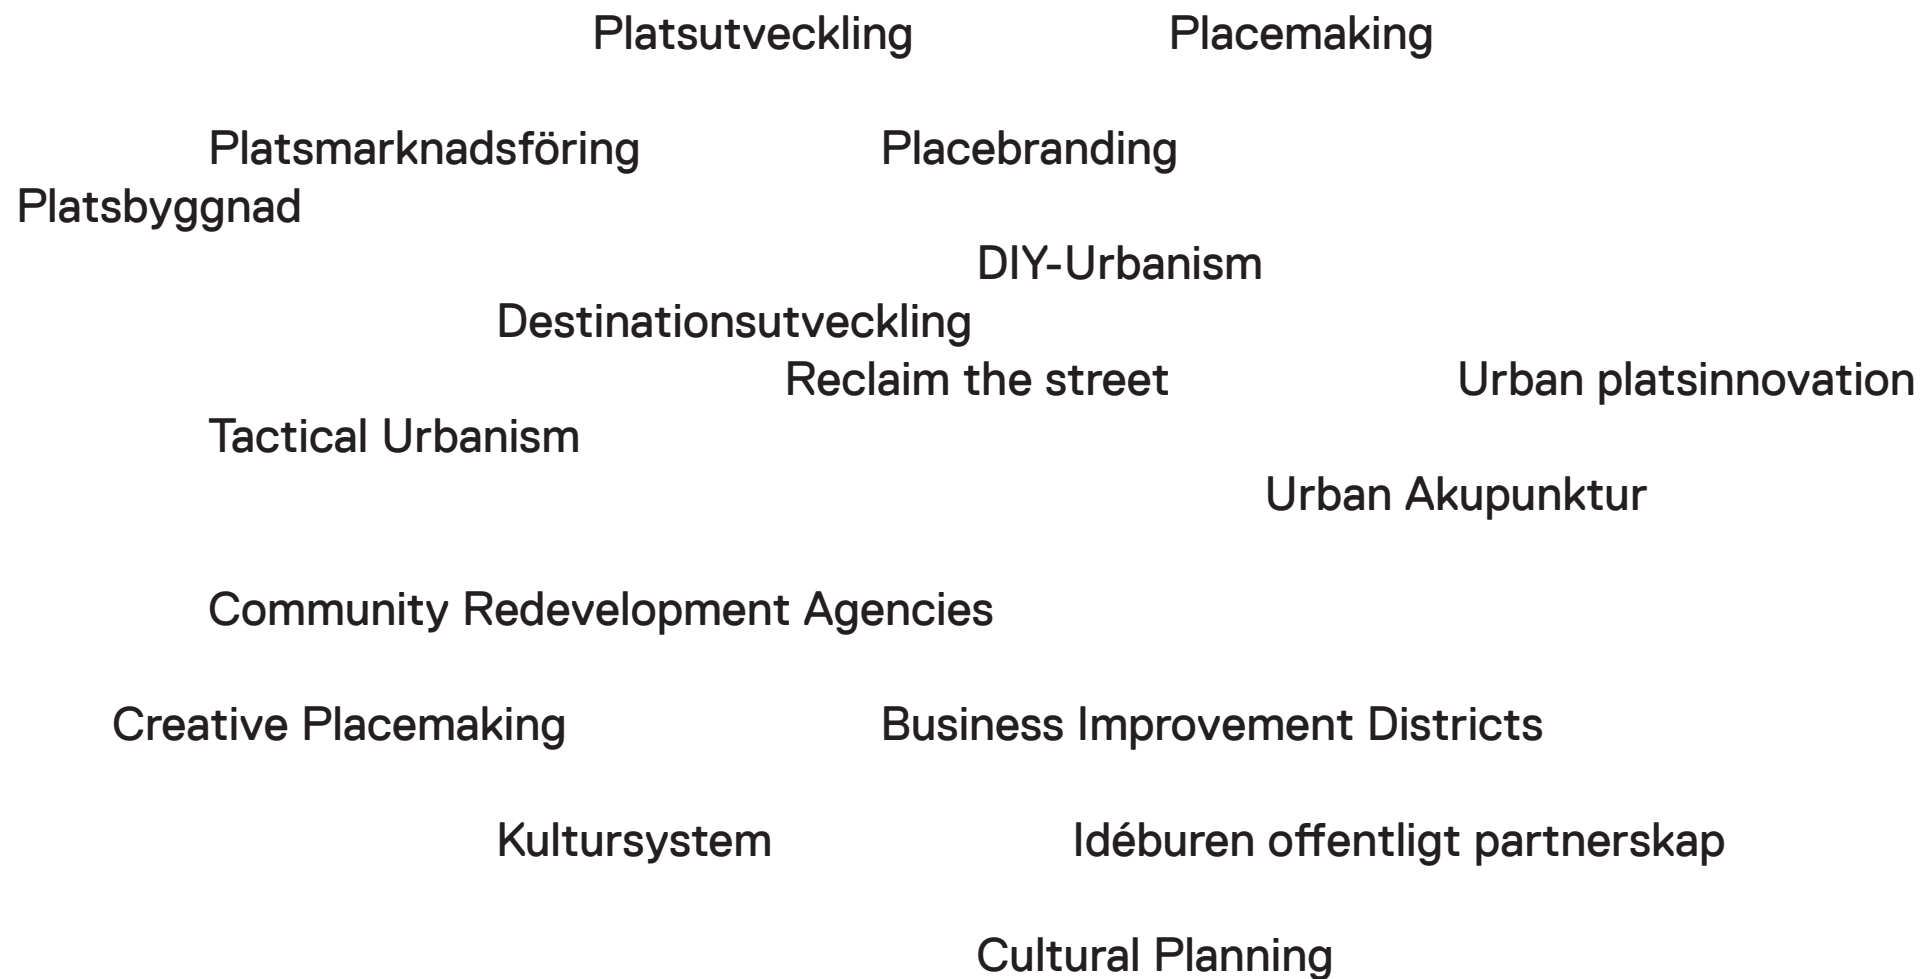 Platsutveckling Placemaking
Platsmarknadsföring Placebranding
Platsbyggnad
DIY-Urbanism
Destinationsutveckling
Reclaim the street Urban platsinnovation
Tactical Urbanism
Urban Akupunktur
Community Redevelopment Agencies
Creative Placemaking Business Improvement Districts
Kultursystem Idéburen offentligt partnerskap
Cultural Planning